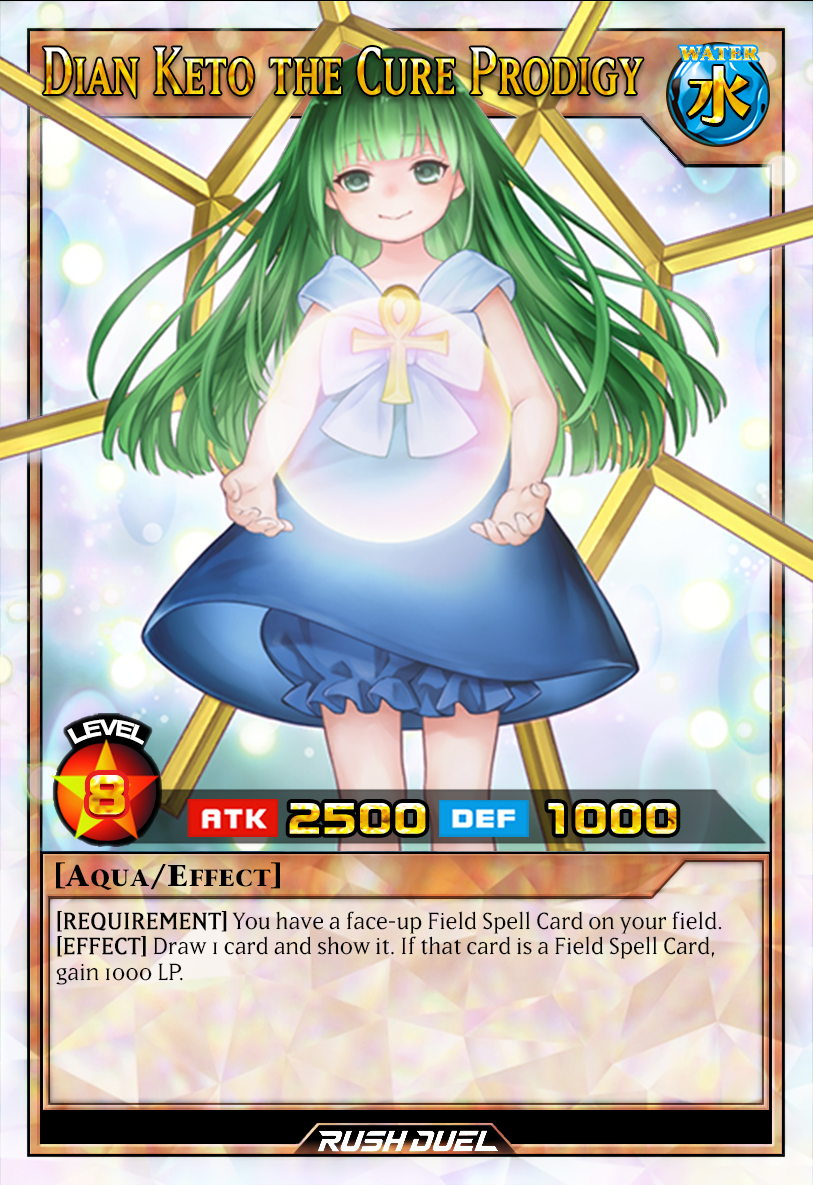 Dian Keto the Cure Prodigy
WATER
水
LEVEL
8
ATK 2500 DEF 1000
[Aqua/Effect]
[REQUIREMENT] You have a face-up Field Spell Card on your field.
[EFFECT] Draw 1 card and show it. If that card is a Field Spell Card,
gain 1000 LP.
RUSH DUEL